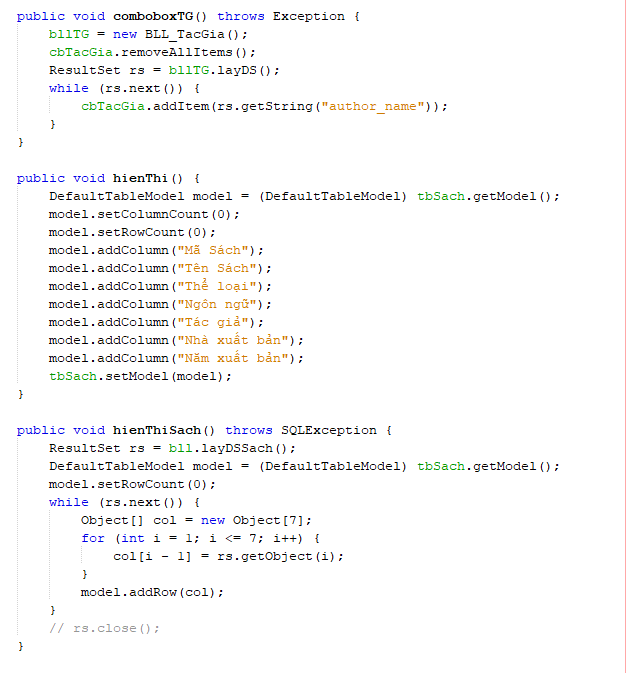 public void comboboxTG() throws Exception {
bllTG = new BLL_TacGia();
cbTacGia.removeAllItems();
ResultSet rs = bllTG.layDS();
while (rs.next()) {
cbTacGia.addItem(rs.getString("author_name"));
}
}
public void hienThi() {
DefaultTableModel model = (DefaultTableModel) tbSach.getModel();
model.setColumnCount(0);
model.setRowCount(0);
model.addColumn("Mã Sách");
model.addColumn("Tên Sách");
model.addColumn("Thể loại");
model.addColumn("Ngôn ngữ");
model.addColumn("Tác giả");
model.addColumn("Nhà xuất bản");
model.addColumn("Năm xuất bản");
tbSach.setModel(model);
}
public void hienThiSach() throws SQLException {
ResultSet rs = bll.layDSSach();
DefaultTableModel model = (DefaultTableModel) tbSach.getModel();
model.setRowCount(0);
while (rs.next()) {
Object[] col = new Object[7];
for (int i = 1; i <= 7; i++) {
col[i - 1] = rs.getObject(i);
}
model.addRow(col);
}
// rs.close();
}